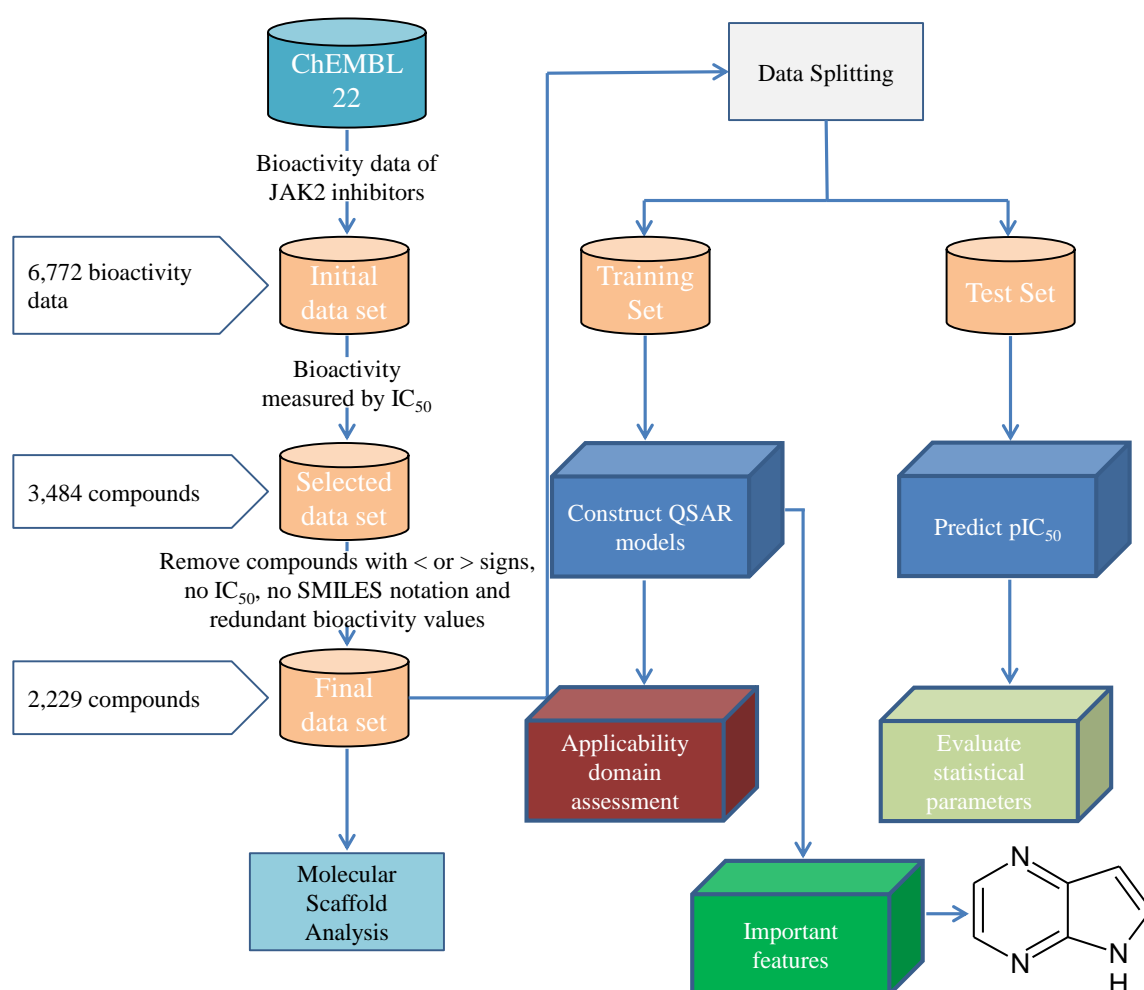 ChEMBL
22
Bioactivity data of
JAK2 inhibitors
6,772 bioactivity
data
Initial
data set
Bioactivity
measured by IC₅₀
3,484 compounds
Selected
data set
Remove compounds with < or > signs,
no IC₅₀, no SMILES notation and
redundant bioactivity values
2,229 compounds
Final
data set
Molecular
Scaffold
Analysis
Data Splitting
Training
Set
Test Set
Construct QSAR
models
Predict pIC₅₀
Applicability
domain
assessment
Evaluate
statistical
parameters
Important
features
N
N
N
H